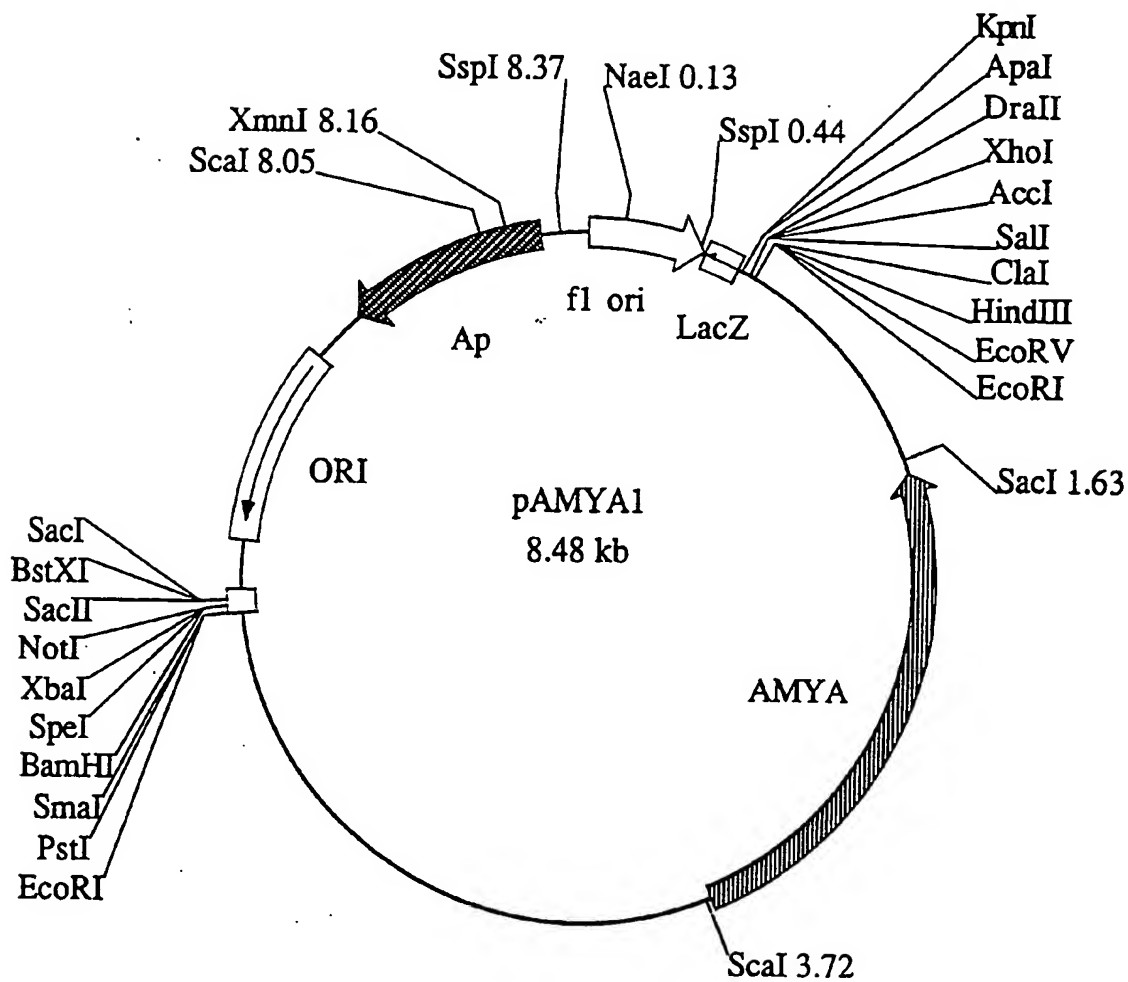 KpnI
ApaI
DraII
XhoI
AccI
SalI
ClaI
HindIII
EcoRV
EcoRI
SspI 8.37
NaeI 0.13
SspI 0.44
XmnI 8.16
ScaI 8.05
f1 ori
LacZ
Ap
ORI
pAMYA1
8.48 kb
SacI 1.63
AMYA
ScaI 3.72
SacI
BstXI
SacII
NotI
XbaI
SpeI
BamHI
SmaI
PstI
EcoRI